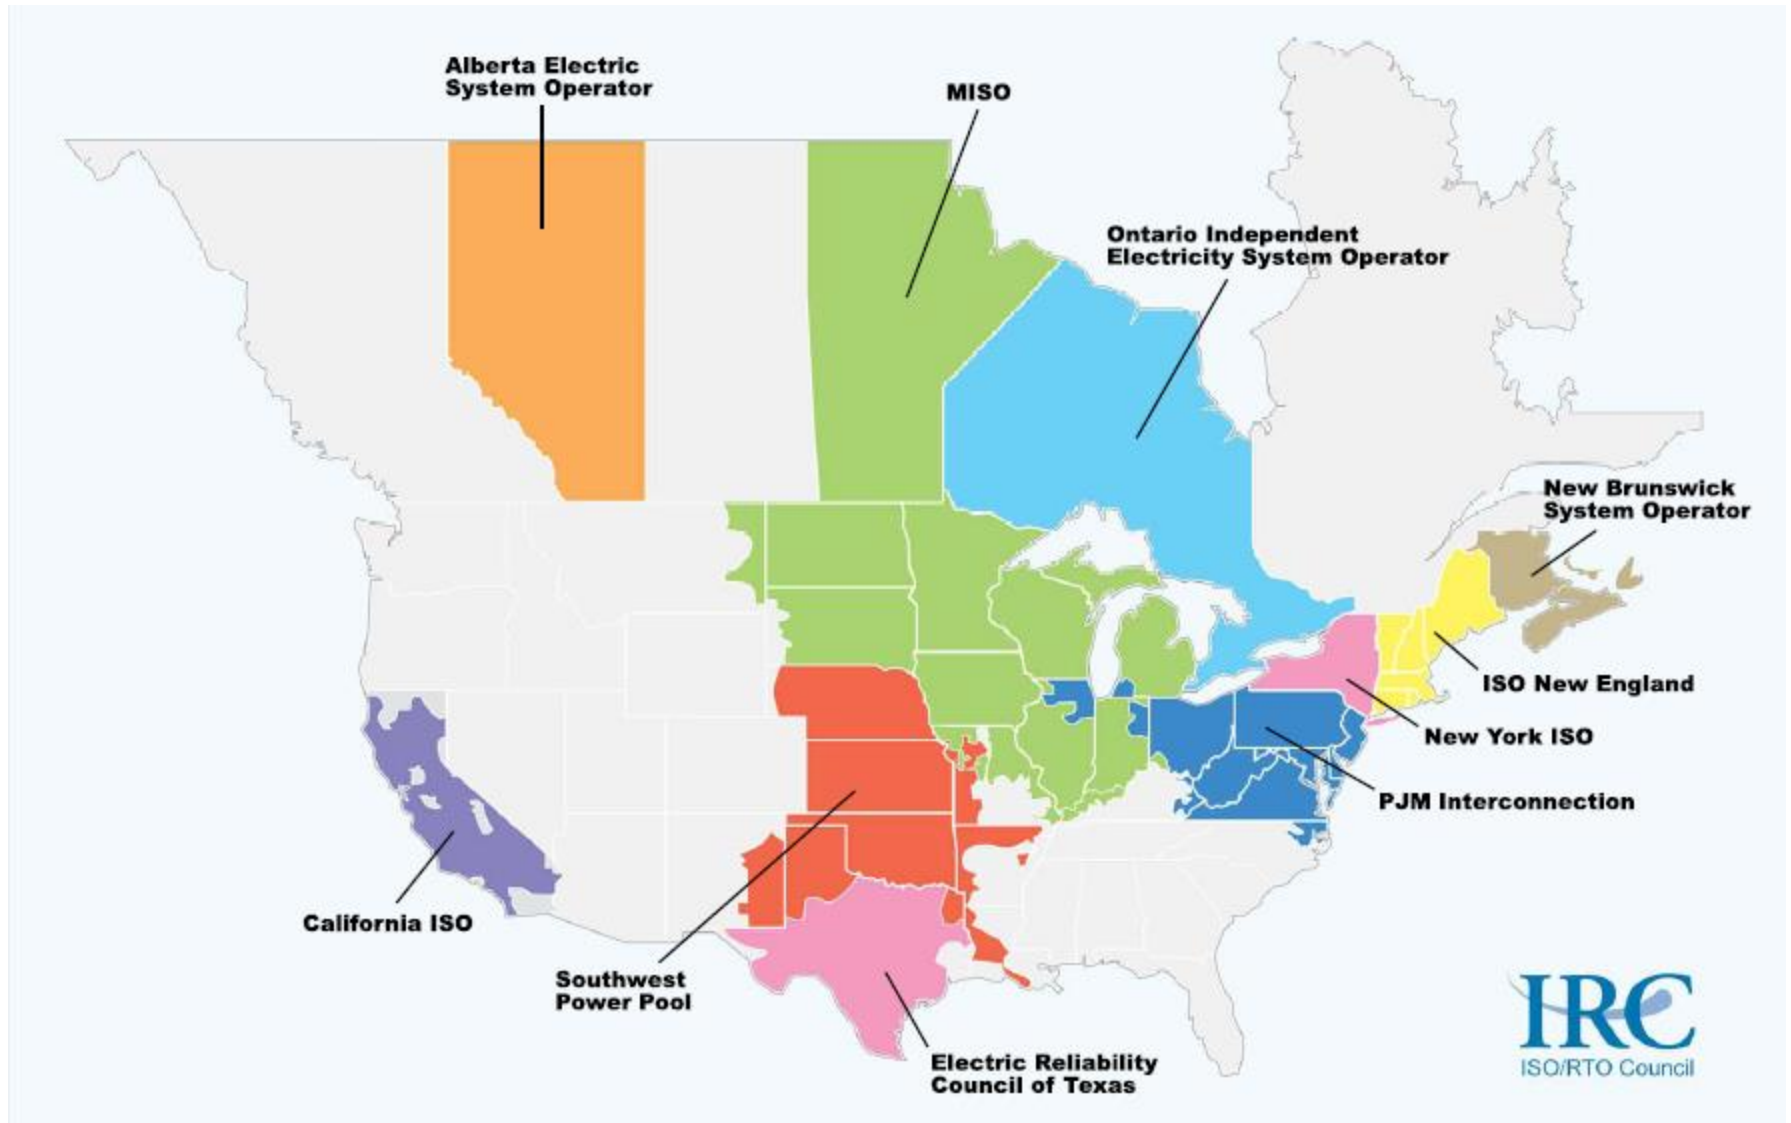 Alberta Electric
System Operator
MISO
Ontario Independent
Electricity System Operator
New Brunswick
System Operator
ISO New England
New York ISO
PJM Interconnection
California ISO
Southwest
Power Pool
Electric Reliability
Council of Texas
IRC
ISO/RTO Council